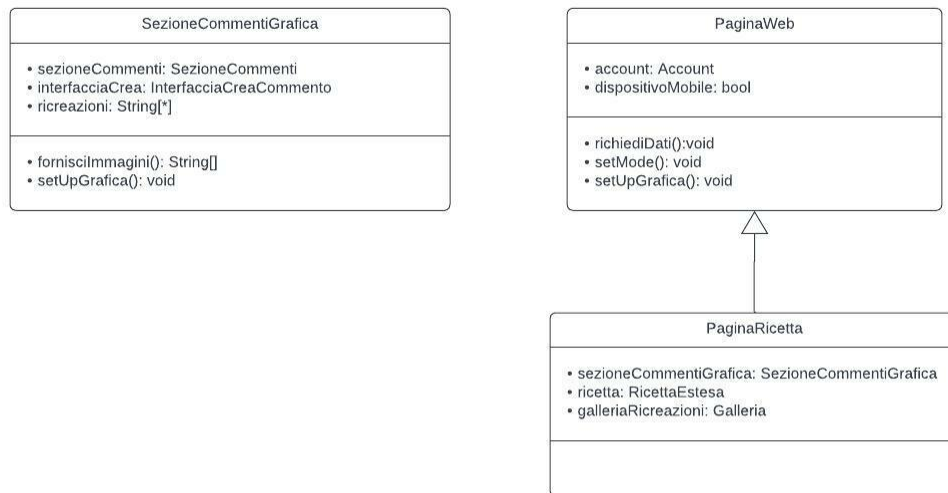 SezioneCommentiGrafica
• sezioneCommenti: SezioneCommenti
• interfacciaCrea: InterfacciaCreaCommento
• ricreazioni: String[*]
• fornisciImmagini(): String[]
• setUpGrafica(): void
PaginaWeb
• account: Account
• dispositivoMobile: bool
• richiediDati():void
• setMode(): void
• setUpGrafica(): void
PaginaRicetta
• sezioneCommentiGrafica: SezioneCommentiGrafica
• ricetta: RicettaEstesa
• galleriaRicreazioni: Galleria